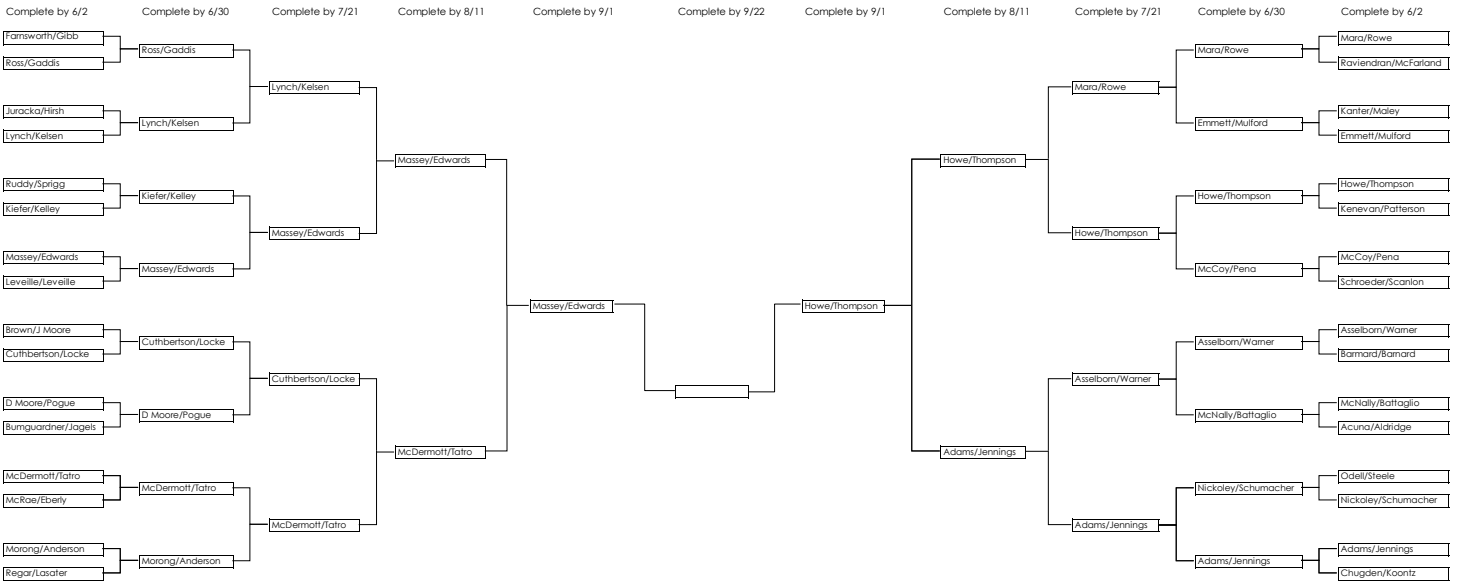 Complete by 6/2 Complete by 6/30 Complete by 7/21 Complete by 8/11 Complete by 9/1 Complete by 9/22 Complete by 9/1 Complete by 8/11 Complete by 7/21 Complete by 6/30 Complete by 6/2
Farnsworth/Gibb
Ross/Gaddis
Juracka/Hirsh
Lynch/Kelsen
Ruddy/Sprigg
Kiefer/Kelley
Massey/Edwards
Leveille/Leveille
Brown/J Moore
Cuthbertson/Locke
D Moore/Pogue
Bumguardner/Jagels
McDermott/Tatro
McRae/Eberly
Morong/Anderson
Regar/Lasater
Ross/Gaddis
Lynch/Kelsen
Kiefer/Kelley
Massey/Edwards
Cuthbertson/Locke
D Moore/Pogue
McDermott/Tatro
Morong/Anderson
Lynch/Kelsen
Massey/Edwards
Cuthbertson/Locke
McDermott/Tatro
Massey/Edwards
McDermott/Tatro
Massey/Edwards
Howe/Thompson
Howe/Thompson
Adams/Jennings
Mara/Rowe
Howe/Thompson
Asselborn/Warner
Adams/Jennings
Mara/Rowe
Emmett/Mulford
Howe/Thompson
McCoy/Pena
Asselborn/Warner
McNally/Battaglio
Nickoley/Schumacher
Adams/Jennings
Mara/Rowe
Raviendran/McFarland
Kanter/Maley
Emmett/Mulford
Howe/Thompson
Kenevan/Patterson
McCoy/Pena
Schroeder/Scanlon
Asselborn/Warner
Barmard/Barnard
McNally/Battaglio
Acuna/Aldridge
Odell/Steele
Nickoley/Schumacher
Adams/Jennings
Chugden/Koontz